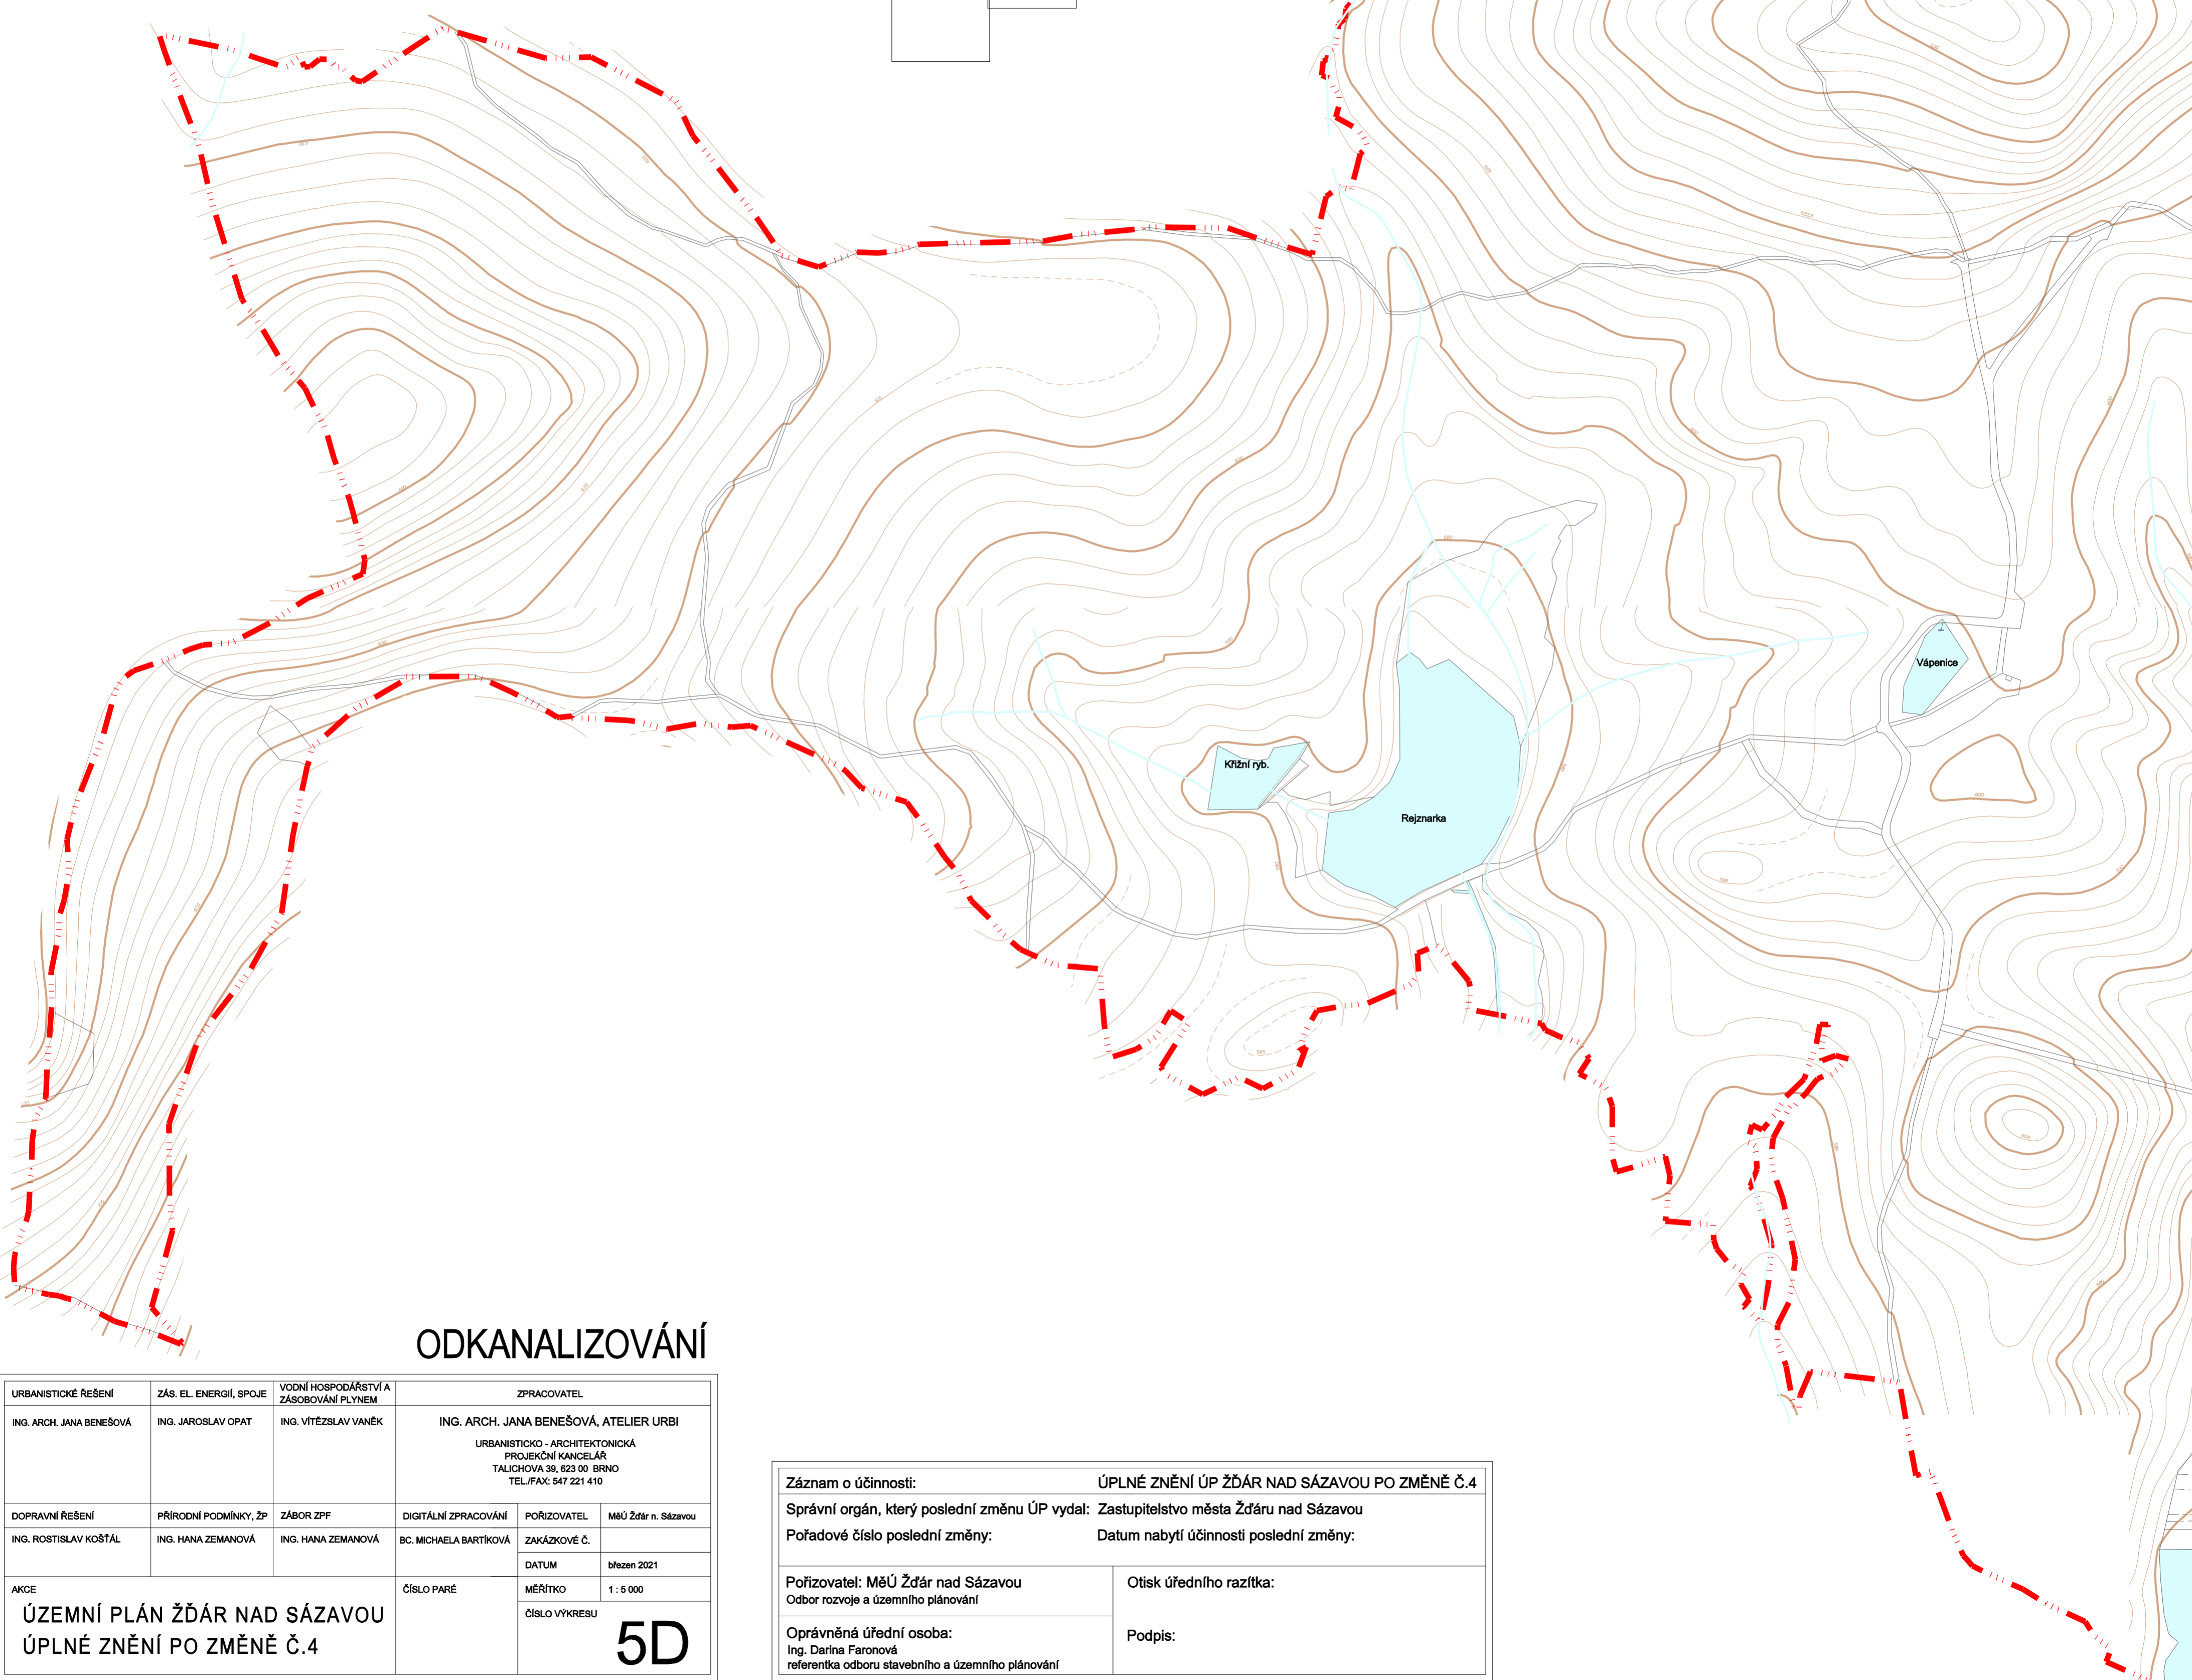 Vápenice
Křižní ryb.
Rejznarka
600
598
585
ODKANALIZOVÁNÍ
URBANISTICKÉ ŘEŠENÍ
ZÁS. EL. ENERGIÍ, SPOJE
VODNÍ HOSPODÁŘSTVÍ A
ZÁSOBOVÁNÍ PLYNEM
ZPRACOVATEL
ING. ARCH. JANA BENEŠOVÁ
ING. JAROSLAV OPAT
ING. VÍTĚZSLAV VANĚK
ING. ARCH. JANA BENEŠOVÁ, ATELIER URBI
URBANISTICKO - ARCHITEKTONICKÁ
PROJEKČNÍ KANCELÁŘ
TALICHOVA 39, 623 00 BRNO
TEL./FAX: 547 221 410
DOPRAVNÍ ŘEŠENÍ
PŘÍRODNÍ PODMÍNKY, ŽP
ZÁBOR ZPF
DIGITÁLNÍ ZPRACOVÁNÍ
POŘIZOVATEL
MěÚ Žďár n. Sázavou
ING. ROSTISLAV KOŠŤÁL
ING. HANA ZEMANOVÁ
ING. HANA ZEMANOVÁ
BC. MICHAELA BARTÍKOVÁ
ZAKÁZKOVÉ Č.
DATUM
březen 2021
AKCE
ČÍSLO PARÉ
MĚŘÍTKO
1 : 5 000
ÚZEMNÍ PLÁN ŽĎÁR NAD SÁZAVOU
ÚPLNÉ ZNĚNÍ PO ZMĚNĚ Č.4
ČÍSLO VÝKRESU
5D
Záznam o účinnosti:
ÚPLNÉ ZNĚNÍ ÚP ŽĎÁR NAD SÁZAVOU PO ZMĚNĚ Č.4
Správní orgán, který poslední změnu ÚP vydal: Zastupitelstvo města Žďáru nad Sázavou
Pořadové číslo poslední změny:
Datum nabytí účinnosti poslední změny:
Pořizovatel: MěÚ Žďár nad Sázavou
Odbor rozvoje a územního plánování
Otisk úředního razítka:
Oprávněná úřední osoba:
Ing. Darina Faronová
referentka odboru stavebního a územního plánování
Podpis: